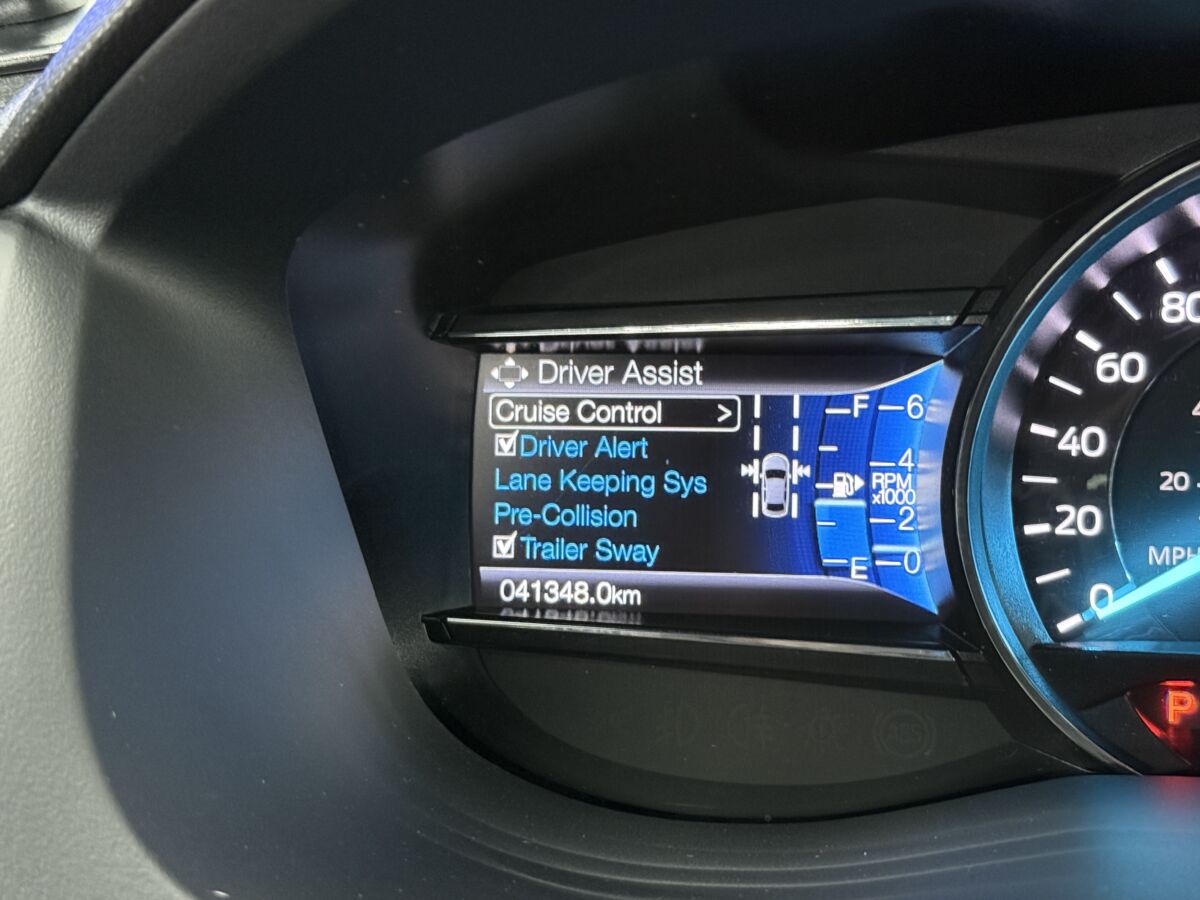 Driver Assist
Cruise Control >
Driver Alert
Lane Keeping Sys
Pre-Collision
Trailer Sway
041348.0km
F
E
6
4
RPM
x1000
2
0
80
60
40
20
0
20
MPH
P
ABS